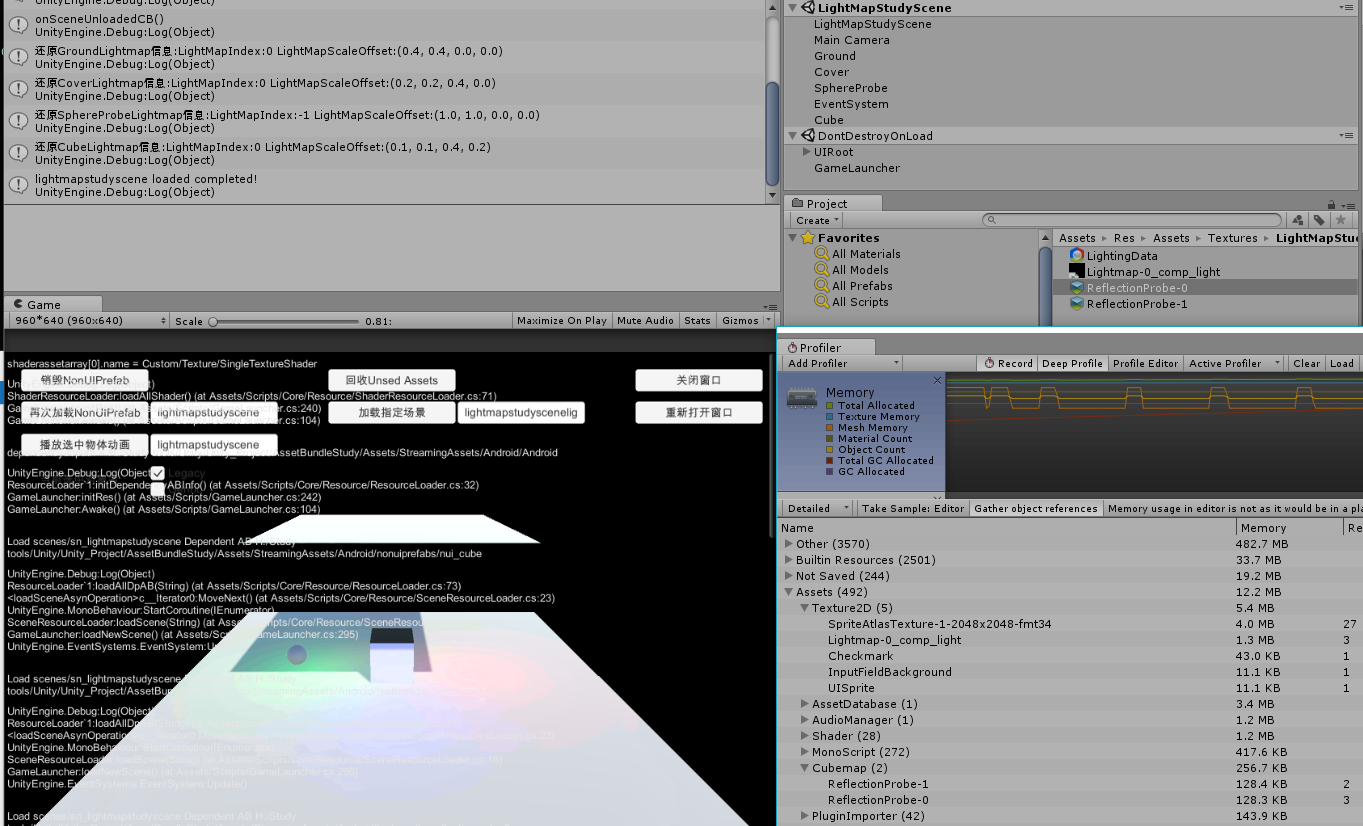 onSceneUnloadedCB()
UnityEngine.Debug:Log(Object)
还原GroundLightmap信息:LightMapIndex:0 LightMapScaleOffset:(0.4, 0.4, 0.0, 0.0)
UnityEngine.Debug:Log(Object)
还原CoverLightmap信息:LightMapIndex:0 LightMapScaleOffset:(0.2, 0.2, 0.4, 0.0)
UnityEngine.Debug:Log(Object)
还原SphereProbeLightmap信息:LightMapIndex:-1 LightMapScaleOffset:(1.0, 1.0, 0.0, 0.0)
UnityEngine.Debug:Log(Object)
还原CubeLightmap信息:LightMapIndex:0 LightMapScaleOffset:(0.1, 0.1, 0.4, 0.2)
UnityEngine.Debug:Log(Object)
lightmapstudyscene loaded completed!
UnityEngine.Debug:Log(Object)
LightMapStudyScene
LightMapStudyScene
Main Camera
Ground
Cover
SphereProbe
EventSystem
Cube
DontDestroyOnLoad
UIRoot
GameLauncher
Project
Create
Favorites
All Materials
All Models
All Prefabs
All Scripts
Assets Res Assets Textures LightMapStu
LightingData
Lightmap-0_comp_light
ReflectionProbe-0
ReflectionProbe-1
Game
960*640 (960x640) Scale 0.81: Maximize On Play Mute Audio Stats Gizmos
shaderassetarray[0].name = Custom/Texture/SingleTextureShader
销毁NonUIPrefab 回收Unsed Assets 关闭窗口
ShaderResourceLoader:loadAllShader() (at Assets/Scripts/Core/Resource/ShaderResourceLoader.cs:71)
再次加载NonUIPrefab lightmapstudyscene 加载指定场景 lightmapstudyscenelig 重新打开窗口
播放选中物体动画 lightmapstudyscene
AssetBundleStudy/Assets/StreamingAssets/Android/Android
UnityEngine.Debug:Log(Object Legacy
ResourceLoader`1:initDependentABInfo() (at Assets/Scripts/Core/Resource/ResourceLoader.cs:32)
GameLauncher:initRes() (at Assets/Scripts/GameLauncher.cs:242)
GameLauncher:Awake() (at Assets/Scripts/GameLauncher.cs:104)
Load scenes/sn_lightmapstudyscene Dependent AB H:/Study
tools/Unity/Unity_Project/AssetBundleStudy/Assets/StreamingAssets/Android/nonuiprefabs/nui_cube
UnityEngine.Debug:Log(Object)
ResourceLoader`1:loadAllDpAB(String) (at Assets/Scripts/Core/Resource/ResourceLoader.cs:73)
<loadSceneAsynOperation>c__Iterator0:MoveNext() (at Assets/Scripts/Core/Resource/SceneResourceLoader.cs:23)
UnityEngine.MonoBehaviour:StartCoroutine(IEnumerator)
SceneResourceLoader:loadScene(String) (at Assets/Scripts/Core/Resource/SceneResou
GameLauncher:loadNewScene() (at Assets/Scripts/GameLauncher.cs:295)
UnityEngine.EventSystems.EventSystem:U
Load scenes/sn_lightmapstudyscene Dependent AB H:/Study
tools/Unity/Unity_Project/AssetBun
UnityEngine.Debug:Log(Object)
UnityEngine.EventSystems.EventSystem:Update()
Load scenes/sn_lightmapstudyscene Dependent AB H:/Study
Profiler
Add Profiler Record Deep Profile Profile Editor Active Profiler Clear Load
Memory
Total Allocated
Texture Memory
Mesh Memory
Material Count
Object Count
Total GC Allocated
GC Allocated
Detailed Take Sample: Editor Gather object references Memory usage in editor is not as it would be in a pla
Name Memory Re
Other (3570) 482.7 MB
Builtin Resources (2501) 33.7 MB
Not Saved (244) 19.2 MB
Assets (492) 12.2 MB
Texture2D (5) 5.4 MB
SpriteAtlasTexture-1-2048x2048-fmt34 4.0 MB 27
Lightmap-0_comp_light 1.3 MB 3
Checkmark 43.0 KB 1
InputFieldBackground 11.1 KB 1
UISprite 11.1 KB 1
AssetDatabase (1) 3.4 MB
AudioManager (1) 1.2 MB
Shader (28) 1.2 MB
MonoScript (272) 417.6 KB
Cubemap (2) 256.7 KB
ReflectionProbe-1 128.4 KB 2
ReflectionProbe-0 128.3 KB 3
PluginImporter (42) 143.9 KB